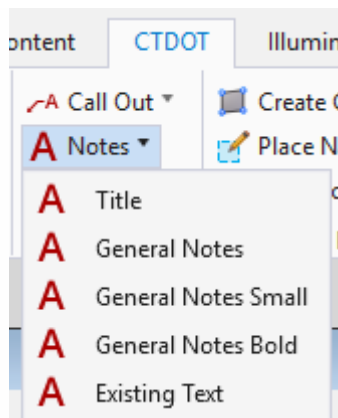 ontent CTDOT Illumin
A Call Out Create
A Notes Place N
A Title
A General Notes
A General Notes Small
A General Notes Bold
A Existing Text